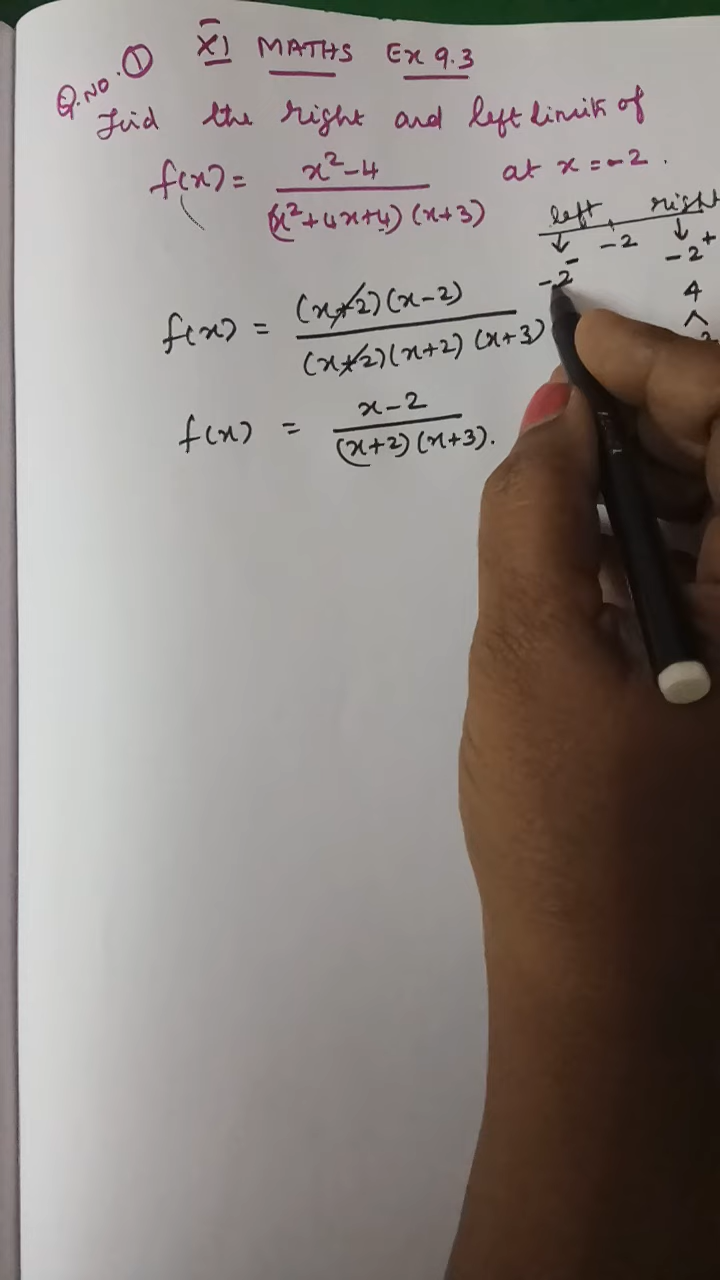 XI MATHS Ex 9.3
Q.NO. ①
Find the right and left limit of
f(x) = x²-4 / (x²+4x+4)(x+3) at x = -2.
left right
↓ -2 ↓
-2⁻ -2⁺
4
^
f(x) = (x+2)(x-2) / (x+2)(x+2)(x+3)
f(x) = x-2 / (x+2)(x+3).